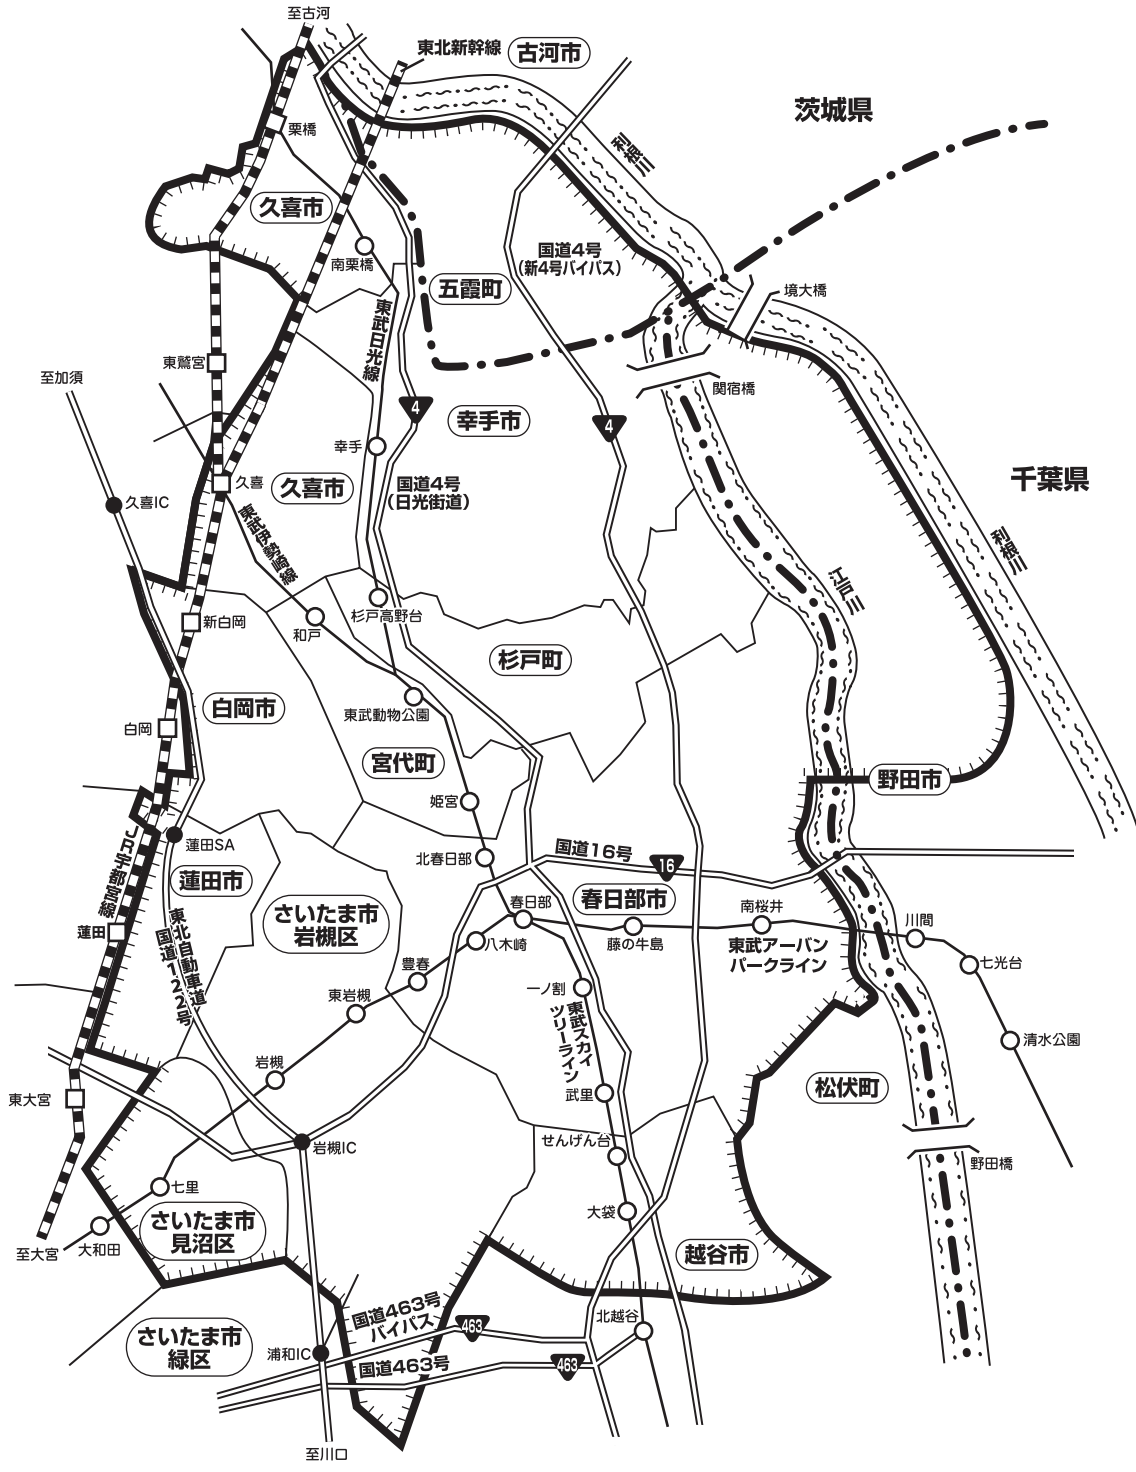 至古河
東北新幹線
古河市
茨城県
栗橋
利根川
久喜市
南栗橋
国道4号
(新4号バイパス)
五霞町
境大橋
東武日光線
東鷲宮
至加須
関宿橋
4
幸手市
4
幸手
久喜
久喜市
国道4号
(日光街道)
千葉県
久喜IC
東武伊勢崎線
利根川
江戸川
新白岡
和戸
杉戸高野台
杉戸町
白岡市
東武動物公園
白岡
宮代町
野田市
姫宮
JR宇都宮線
蓮田SA
北春日部
国道16号
16
蓮田市
さいたま市
岩槻区
春日部
春日部市
南桜井
川間
蓮田
東北自動車道
国道122号
八木崎
藤の牛島
東武アーバン
パークライン
豊春
七光台
東岩槻
一ノ割
東武スカイ
ツリーライン
清水公園
岩槻
武里
松伏町
東大宮
岩槻IC
せんげん台
野田橋
七里
大袋
さいたま市
見沼区
至大宮
大和田
越谷市
国道463号
バイパス
463
北越谷
さいたま市
緑区
浦和IC
国道463号
463
至川口